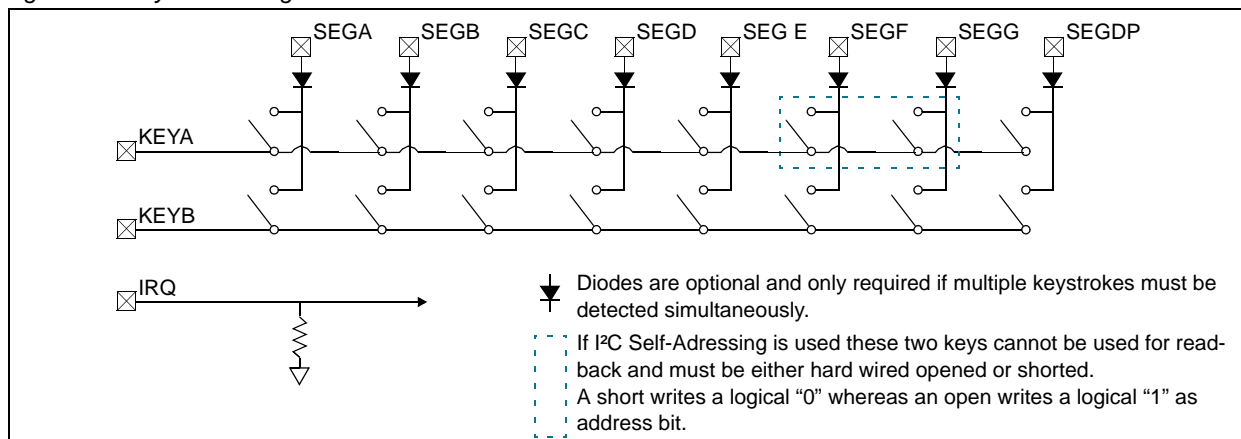 SEGA SEGB SEGC SEGD SEG E SEGF SEGG SEGDP
KEYA
KEYB
IRQ
Diodes are optional and only required if multiple keystrokes must be
detected simultaneously.
If I²C Self-Adressing is used these two keys cannot be used for read-
back and must be either hard wired opened or shorted.
A short writes a logical “0” whereas an open writes a logical “1” as
address bit.